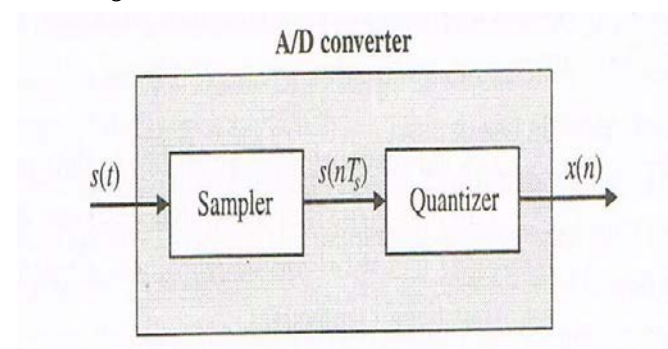 A/D converter
s(t)
Sampler
s(nTs)
Quantizer
x(n)